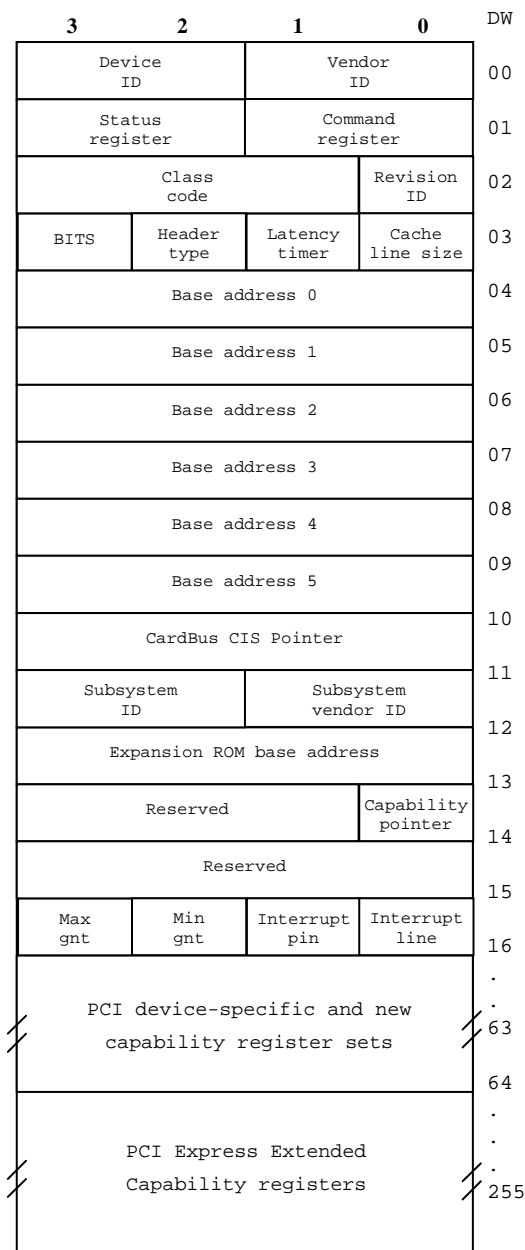 DW
3 2 1 0
Device Vendor
ID ID
00
Status Command
register register
01
Class Revision
code ID
02
BITS Header Latency Cache
type timer line size
03
Base address 0
04
Base address 1
05
Base address 2
06
Base address 3
07
Base address 4
08
Base address 5
09
CardBus CIS Pointer
10
Subsystem Subsystem
ID vendor ID
11
Expansion ROM base address
12
Reserved Capability
pointer
13
Reserved
14
Max Min Interrupt Interrupt
gnt gnt pin line
15
16
.
.
PCI device-specific and new
capability register sets
63
64
.
.
.
PCI Express Extended
Capability registers
255